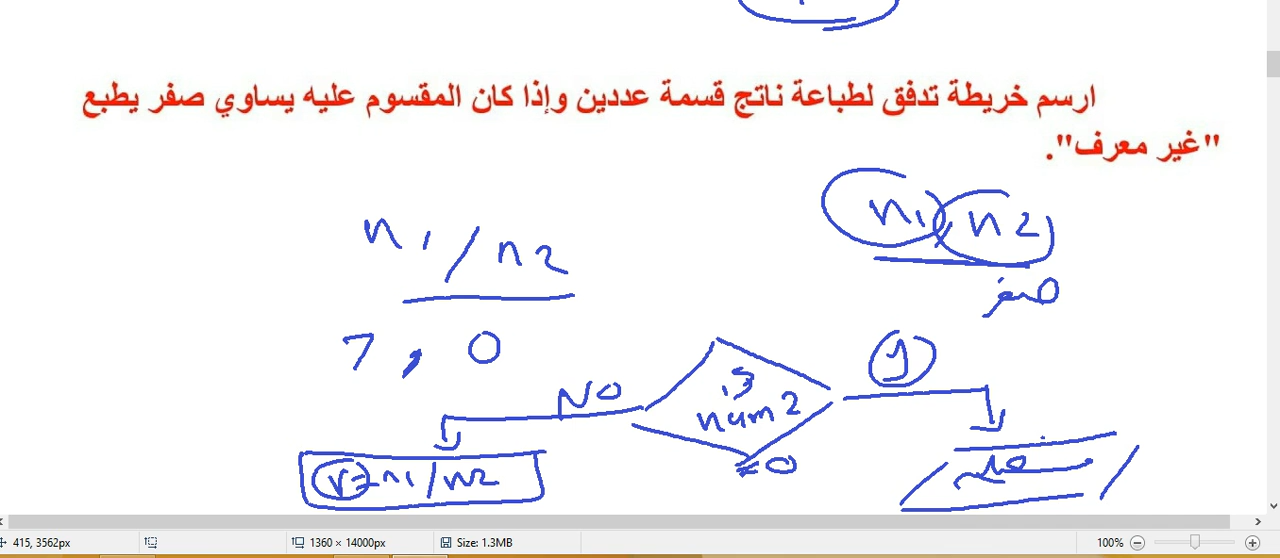 ارسم خريطة تدفق لطباعة ناتج قسمة عددين وإذا كان المقسوم عليه يساوي صفر يطبع
"غير معرف".
n1, n2
n1/n2
صفر
7, 0
NO
is
num2
=0
y
r=n1/n2
415, 3562px
1360 × 14000px
Size: 1.3MB
100%